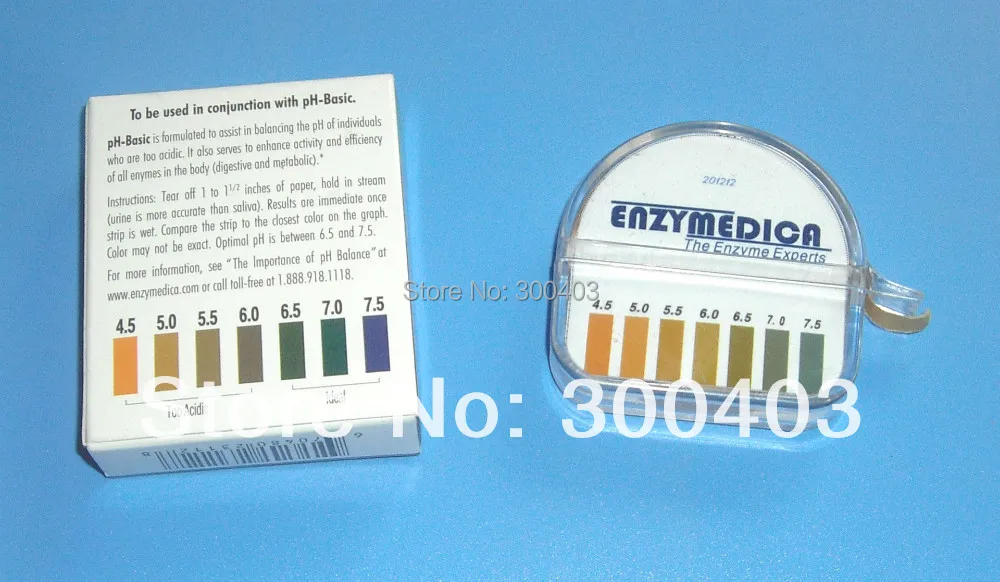 To be used in conjunction with pH-Basic.
pH-Basic is formulated to assist in balancing the pH of individuals
who are too acidic. It also serves to enhance activity and efficiency
of all enymes in the body (digestive and metabolic).*
Instructions: Tear off 1 to 1 1/2 inches of paper, hold in stream
(urine is more accurate than saliva). Results are immediate once
strip is wet. Compare the strip to the closest color on the graph.
Color may not be exact. Optimal pH is between 6.5 and 7.5.
For more information, see "The Importance of pH Balance" at
www.enzymedica.com or call toll-free at 1.888.918.1118.
4.5 5.0 5.5 6.0 6.5 7.0 7.5
Too Acidic Ideal
201212
ENZYMEDICA
The Enzyme Experts
4.5 5.0 5.5 6.0 6.5 7.0 7.5
Store No: 300403
Store No: 300403